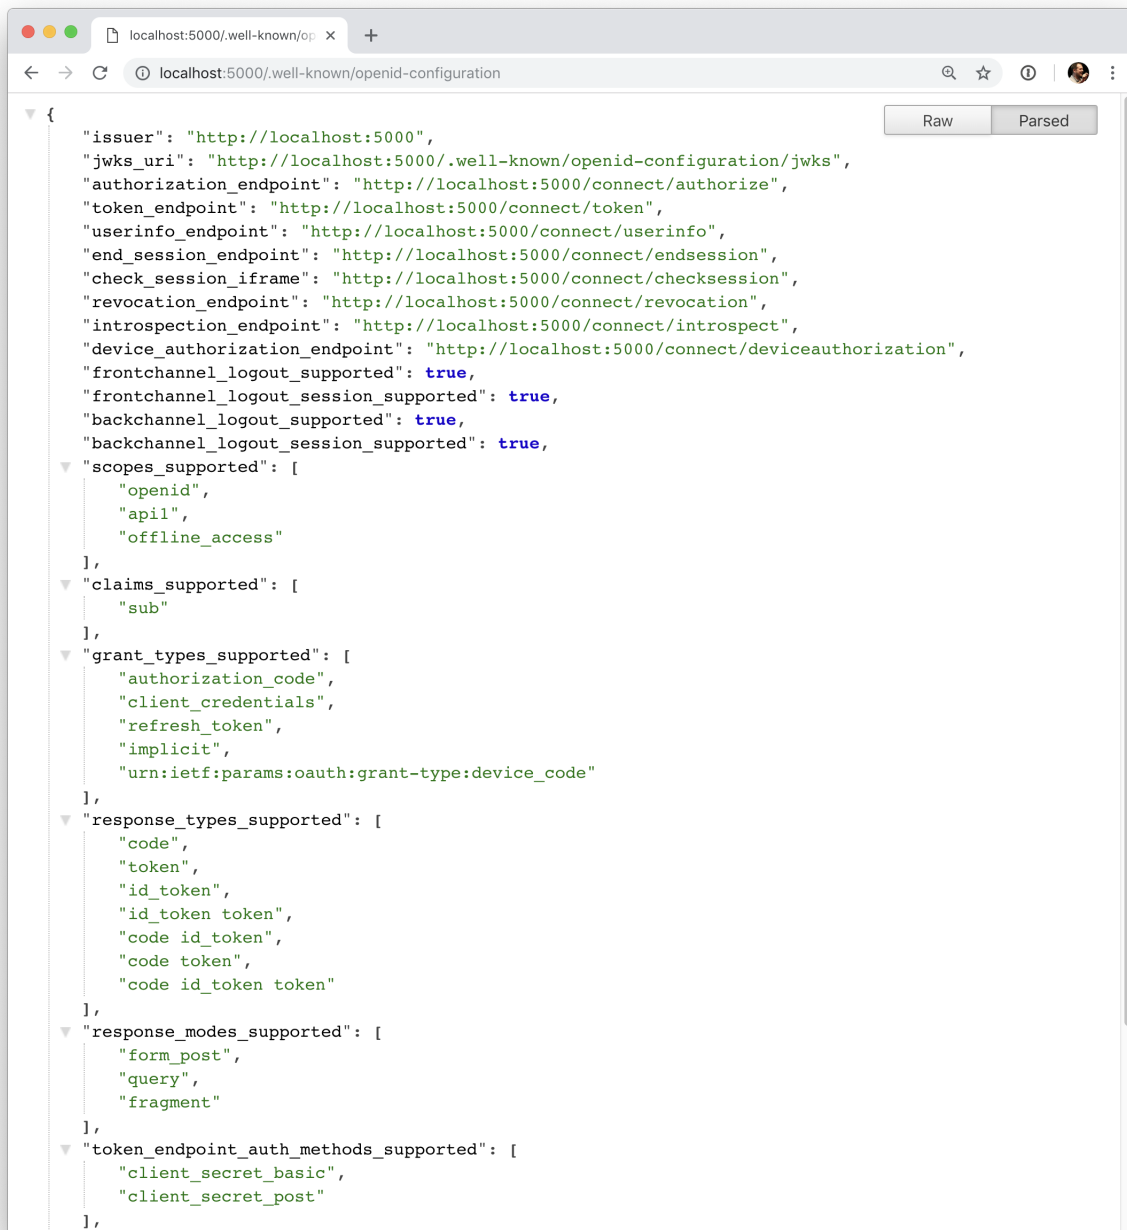 localhost:5000/.well-known/op
localhost:5000/.well-known/openid-configuration
Raw Parsed
{
"issuer": "http://localhost:5000",
"jwks_uri": "http://localhost:5000/.well-known/openid-configuration/jwks",
"authorization_endpoint": "http://localhost:5000/connect/authorize",
"token_endpoint": "http://localhost:5000/connect/token",
"userinfo_endpoint": "http://localhost:5000/connect/userinfo",
"end_session_endpoint": "http://localhost:5000/connect/endsession",
"check_session_iframe": "http://localhost:5000/connect/checksession",
"revocation_endpoint": "http://localhost:5000/connect/revocation",
"introspection_endpoint": "http://localhost:5000/connect/introspect",
"device_authorization_endpoint": "http://localhost:5000/connect/deviceauthorization",
"frontchannel_logout_supported": true,
"frontchannel_logout_session_supported": true,
"backchannel_logout_supported": true,
"backchannel_logout_session_supported": true,
"scopes_supported": [
"openid",
"api1",
"offline_access"
],
"claims_supported": [
"sub"
],
"grant_types_supported": [
"authorization_code",
"client_credentials",
"refresh_token",
"implicit",
"urn:ietf:params:oauth:grant-type:device_code"
],
"response_types_supported": [
"code",
"token",
"id_token",
"id_token token",
"code id_token",
"code token",
"code id_token token"
],
"response_modes_supported": [
"form_post",
"query",
"fragment"
],
"token_endpoint_auth_methods_supported": [
"client_secret_basic",
"client_secret_post"
],